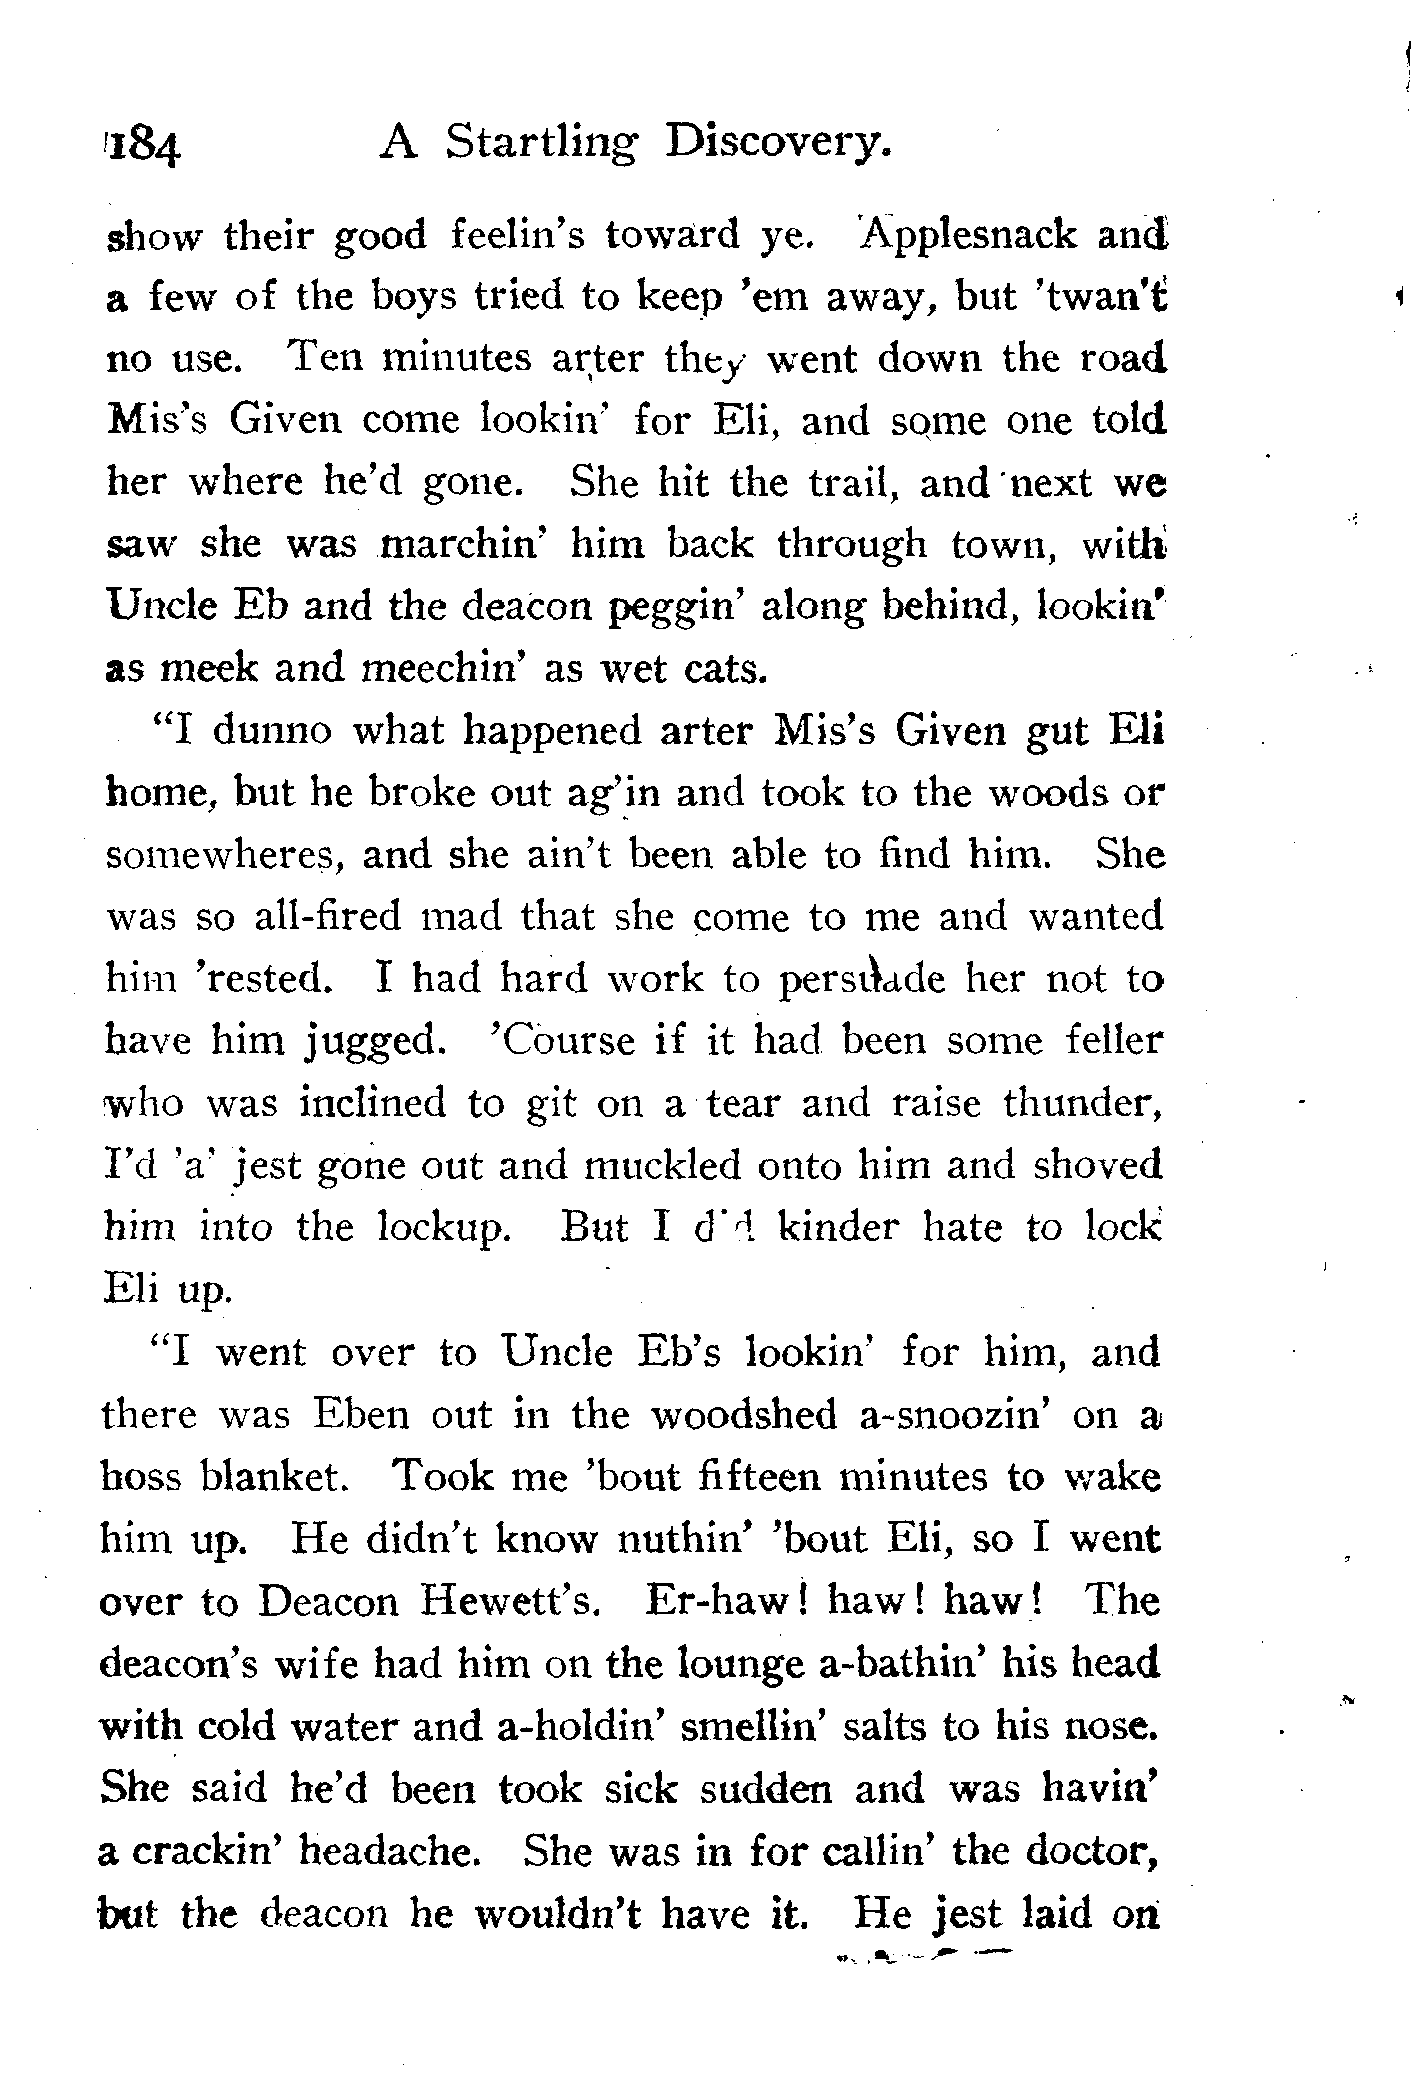 184 A Startling Discovery.
show their good feelin's toward ye. Applesnack and
a few of the boys tried to keep 'em away, but 'twan't
no use. Ten minutes arter they went down the road
Mis's Given come lookin' for Eli, and some one told
her where he'd gone. She hit the trail, and next we
saw she was marchin' him back through town, with
Uncle Eb and the deacon peggin' along behind, lookin'
as meek and meechin' as wet cats.
"I dunno what happened arter Mis's Given gut Eli
home, but he broke out ag'in and took to the woods or
somewheres, and she ain't been able to find him. She
was so all-fired mad that she come to me and wanted
him 'rested. I had hard work to persuade her not to
have him jugged. 'Course if it had been some feller
who was inclined to git on a tear and raise thunder,
I'd 'a' jest gone out and muckled onto him and shoved
him into the lockup. But I did kinder hate to lock
Eli up.
"I went over to Uncle Eb's lookin' for him, and
there was Eben out in the woodshed a-snoozin' on a
hoss blanket. Took me 'bout fifteen minutes to wake
him up. He didn't know nuthin' 'bout Eli, so I went
over to Deacon Hewett's. Er-haw! haw! haw! The
deacon's wife had him on the lounge a-bathin' his head
with cold water and a-holdin' smellin' salts to his nose.
She said he'd been took sick sudden and was havin'
a crackin' headache. She was in for callin' the doctor,
but the deacon he wouldn't have it. He jest laid on